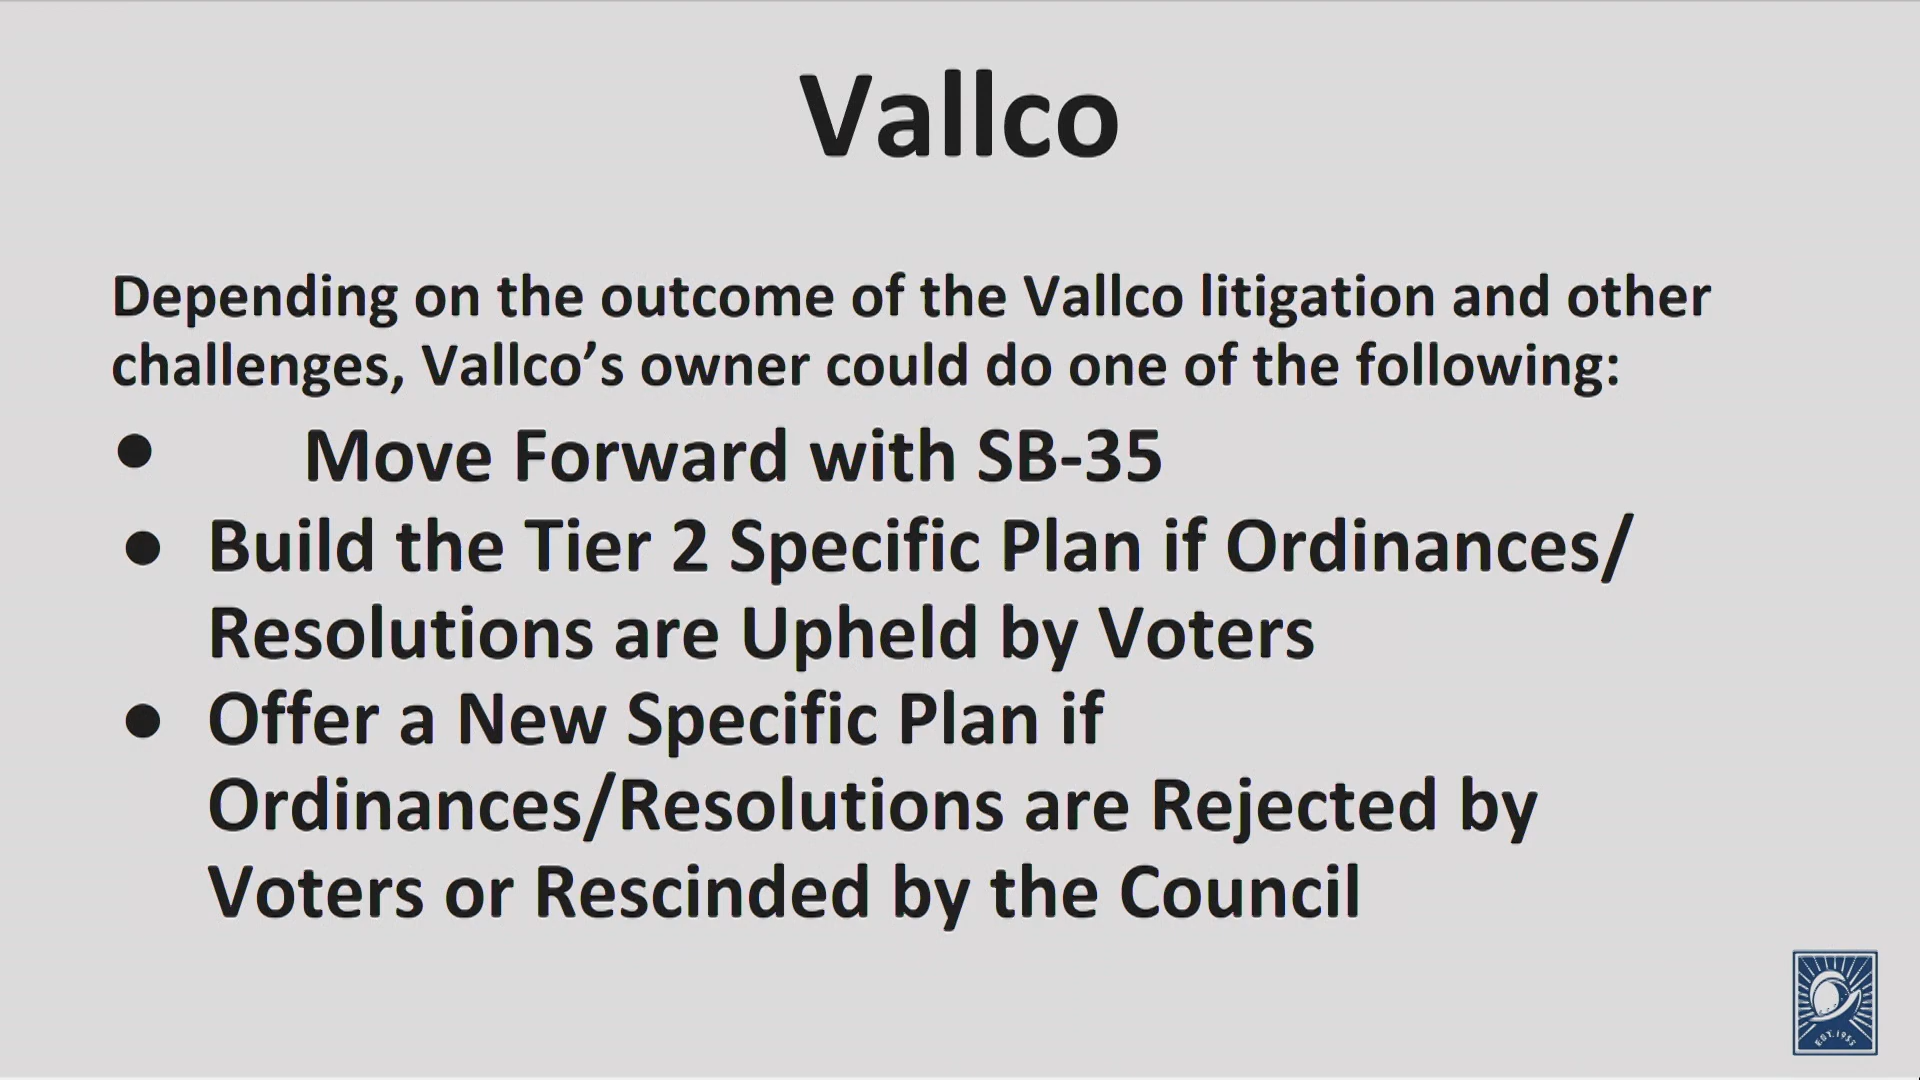 Vallco
Depending on the outcome of the Vallco litigation and other
challenges, Vallco’s owner could do one of the following:
● Move Forward with SB-35
● Build the Tier 2 Specific Plan if Ordinances/
Resolutions are Upheld by Voters
● Offer a New Specific Plan if
Ordinances/Resolutions are Rejected by
Voters or Rescinded by the Council
EST. 1955